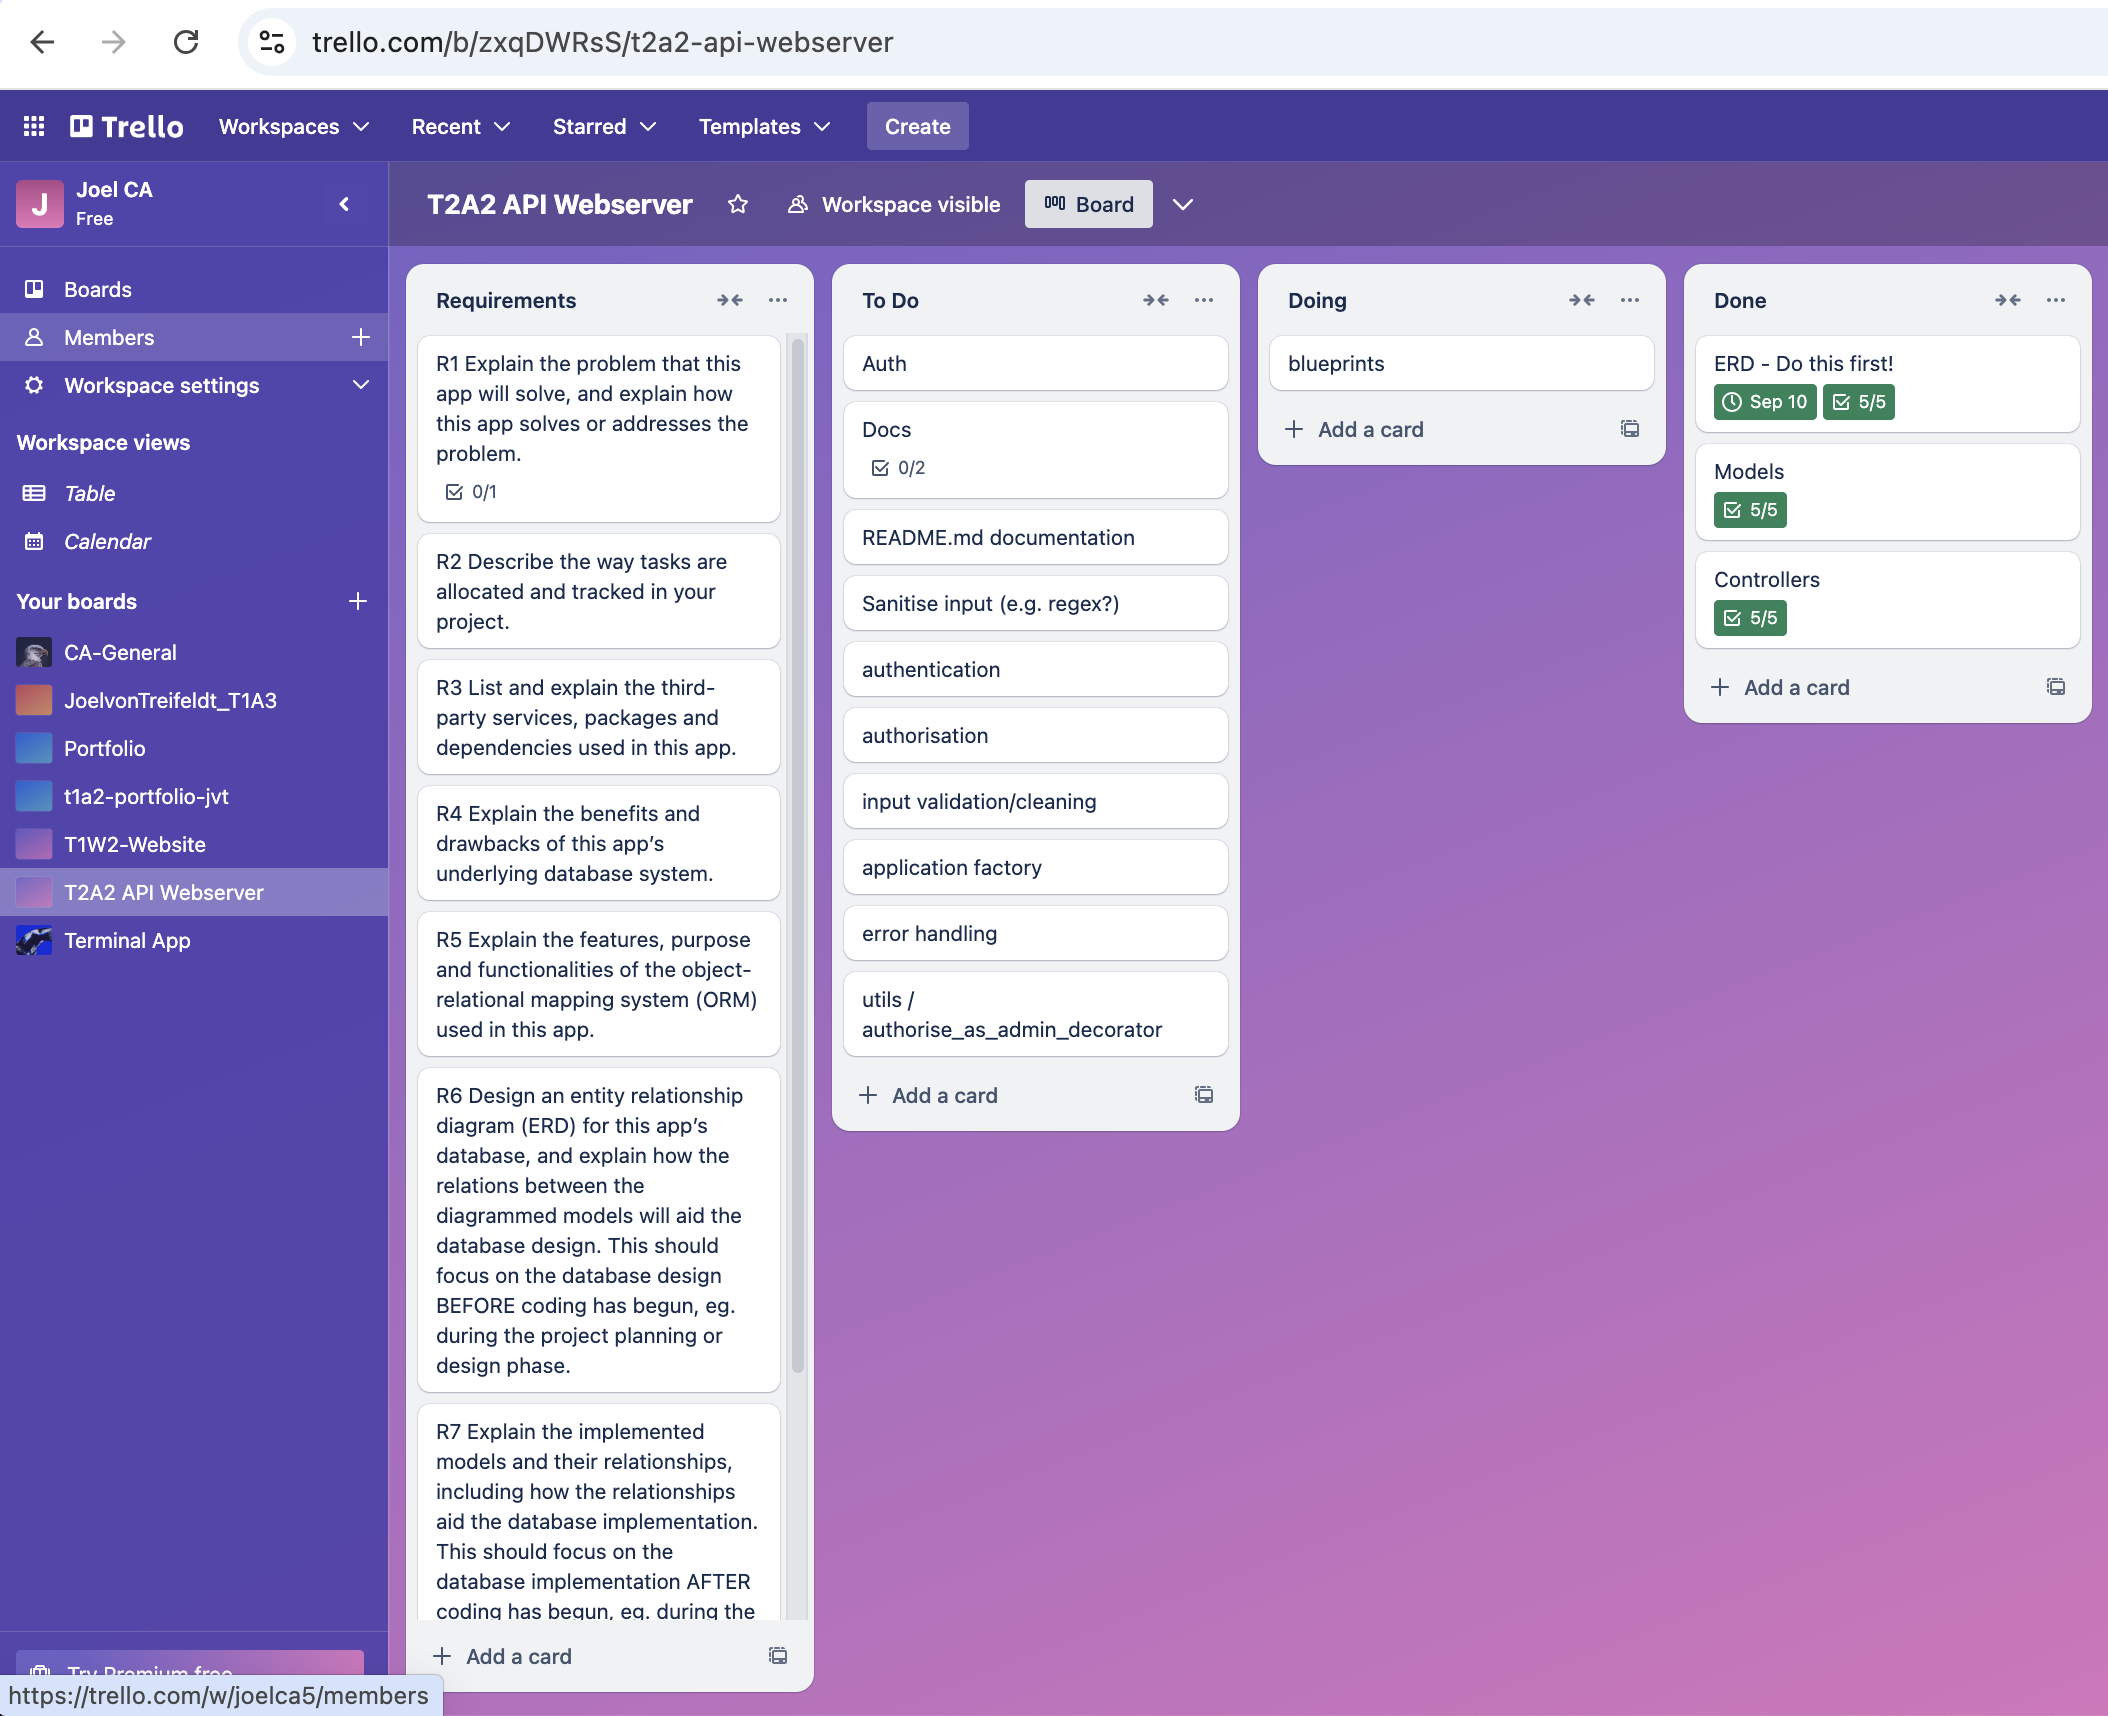 trello.com/b/zxqDWRsS/t2a2-api-webserver
Trello
Workspaces
Recent
Starred
Templates
Create
J
Joel CA
Free
T2A2 API Webserver
Workspace visible
Board
Boards
Members
Workspace settings
Workspace views
Table
Calendar
Your boards
CA-General
JoelvonTreifeldt_T1A3
Portfolio
t1a2-portfolio-jvt
T1W2-Website
T2A2 API Webserver
Terminal App
Try Premium free
https://trello.com/w/joelca5/members
Requirements
R1 Explain the problem that this
app will solve, and explain how
this app solves or addresses the
problem.
0/1
R2 Describe the way tasks are
allocated and tracked in your
project.
R3 List and explain the third-
party services, packages and
dependencies used in this app.
R4 Explain the benefits and
drawbacks of this app’s
underlying database system.
R5 Explain the features, purpose
and functionalities of the object-
relational mapping system (ORM)
used in this app.
R6 Design an entity relationship
diagram (ERD) for this app’s
database, and explain how the
relations between the
diagrammed models will aid the
database design. This should
focus on the database design
BEFORE coding has begun, eg.
during the project planning or
design phase.
R7 Explain the implemented
models and their relationships,
including how the relationships
aid the database implementation.
This should focus on the
database implementation AFTER
coding has begun, eg. during the
Add a card
To Do
Auth
Docs
0/2
README.md documentation
Sanitise input (e.g. regex?)
authentication
authorisation
input validation/cleaning
application factory
error handling
utils /
authorise_as_admin_decorator
Add a card
Doing
blueprints
Add a card
Done
ERD - Do this first!
Sep 10
5/5
Models
5/5
Controllers
5/5
Add a card